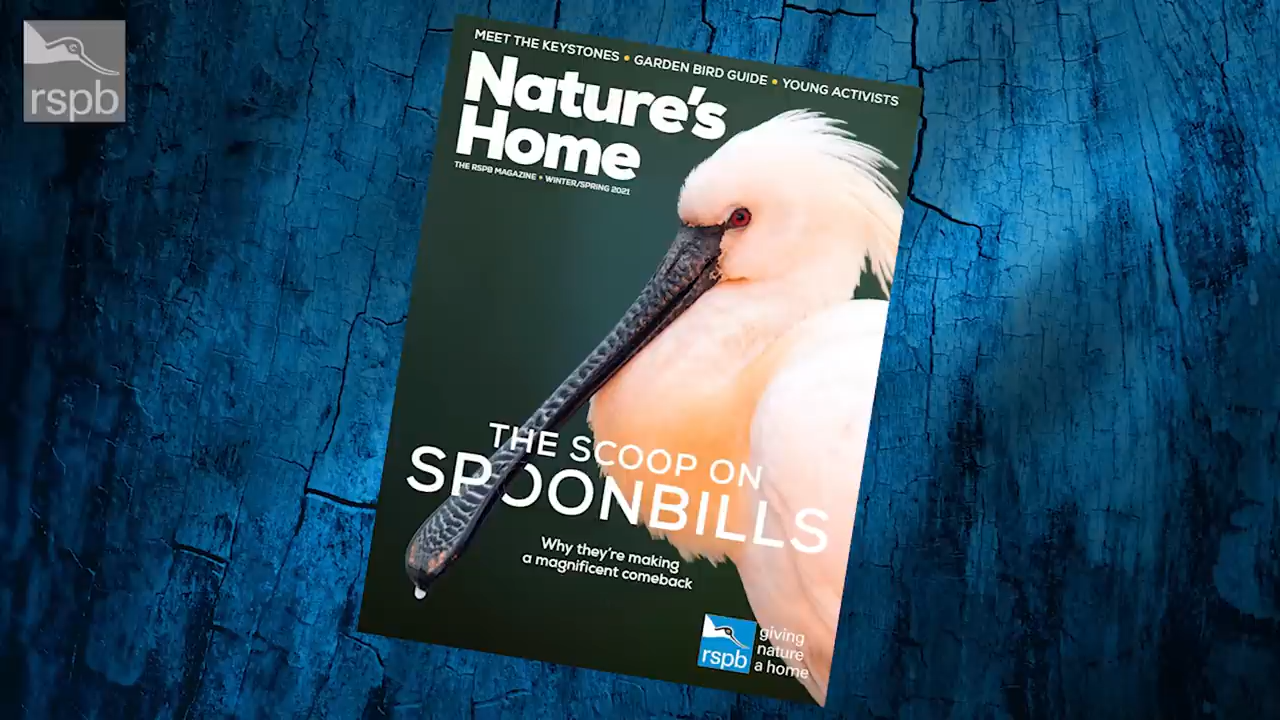 rspb
MEET THE KEYSTONES • GARDEN BIRD GUIDE • YOUNG ACTIVISTS
Nature's
Home
THE RSPB MAGAZINE • WINTER/SPRING 2021
THE SCOOP ON
SPOONBILLS
Why they're making
a magnificent comeback
rspb
giving
nature
a home